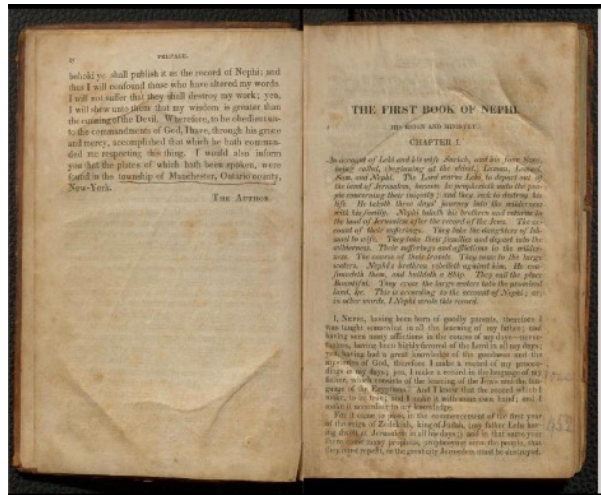 iv PREFACE.
behold ye shall publish it as the record of Nephi; and
thus I will confound those who have altered my words.
I will not suffer that they shall destroy my work; yea,
I will shew unto them that my wisdom is greater than
the cunning of the Devil. Wherefore, to be obedient un-
to the commandments of God, I have, through his grace
and mercy, accomplished that which he hath comman-
ded me respecting this thing. I would also inform
you that the plates of which hath been spoken, were
found in the township of Manchester, Ontario county,
New-York.
THE AUTHOR.
THE FIRST BOOK OF NEPHI.
HIS REIGN AND MINISTRY.
CHAPTER I.
An account of Lehi and his wife Sariah, and his four Sons,
being called, (beginning at the eldest,) Laman, Lemuel,
Sam, and Nephi. The Lord warns Lehi to depart out of
the land of Jerusalem, because he prophesieth unto the peo-
ple concerning their iniquity; and they seek to destroy his
life. He taketh three days' journey into the wilderness
with his family. Nephi taketh his brethren and returns to
the land of Jerusalem after the record of the Jews. The ac-
count of their sufferings. They take the daughters of Ish-
mael to wife. They take their families and depart into the
wilderness. Their sufferings and afflictions in the wilder-
ness. The course of their travels. They come to the large
waters. Nephi's brethren rebelleth against him. He con-
foundeth them, and buildeth a Ship. They call the place
Bountiful. They cross the large waters into the promised
land, &c. This is according to the account of Nephi; or,
in other words, I Nephi wrote this record.
I, NEPHI, having been born of goodly parents, therefore I
was taught somewhat in all the learning of my father; and
having seen many afflictions in the course of my days—never-
theless, having been highly favored of the Lord in all my days;
yea, having had a great knowledge of the goodness and the
mysteries of God, therefore I make a record of my proceed-
ings in my days; yea, I make a record in the language of my
father, which consists of the learning of the Jews and the lan-
guage of the Egyptians. And I know that the record which I
make, to be true; and I make it with mine own hand; and I
make it according to my knowledge.
For it came to pass, in the commencement of the first year
of the reign of Zedekiah, king of Judah, (my father Lehi hav-
ing dwelt at Jerusalem in all his days;) and in that same year
there came many prophets, prophesying unto the people, that
they must repent, or the great city Jerusalem must be destroyed.